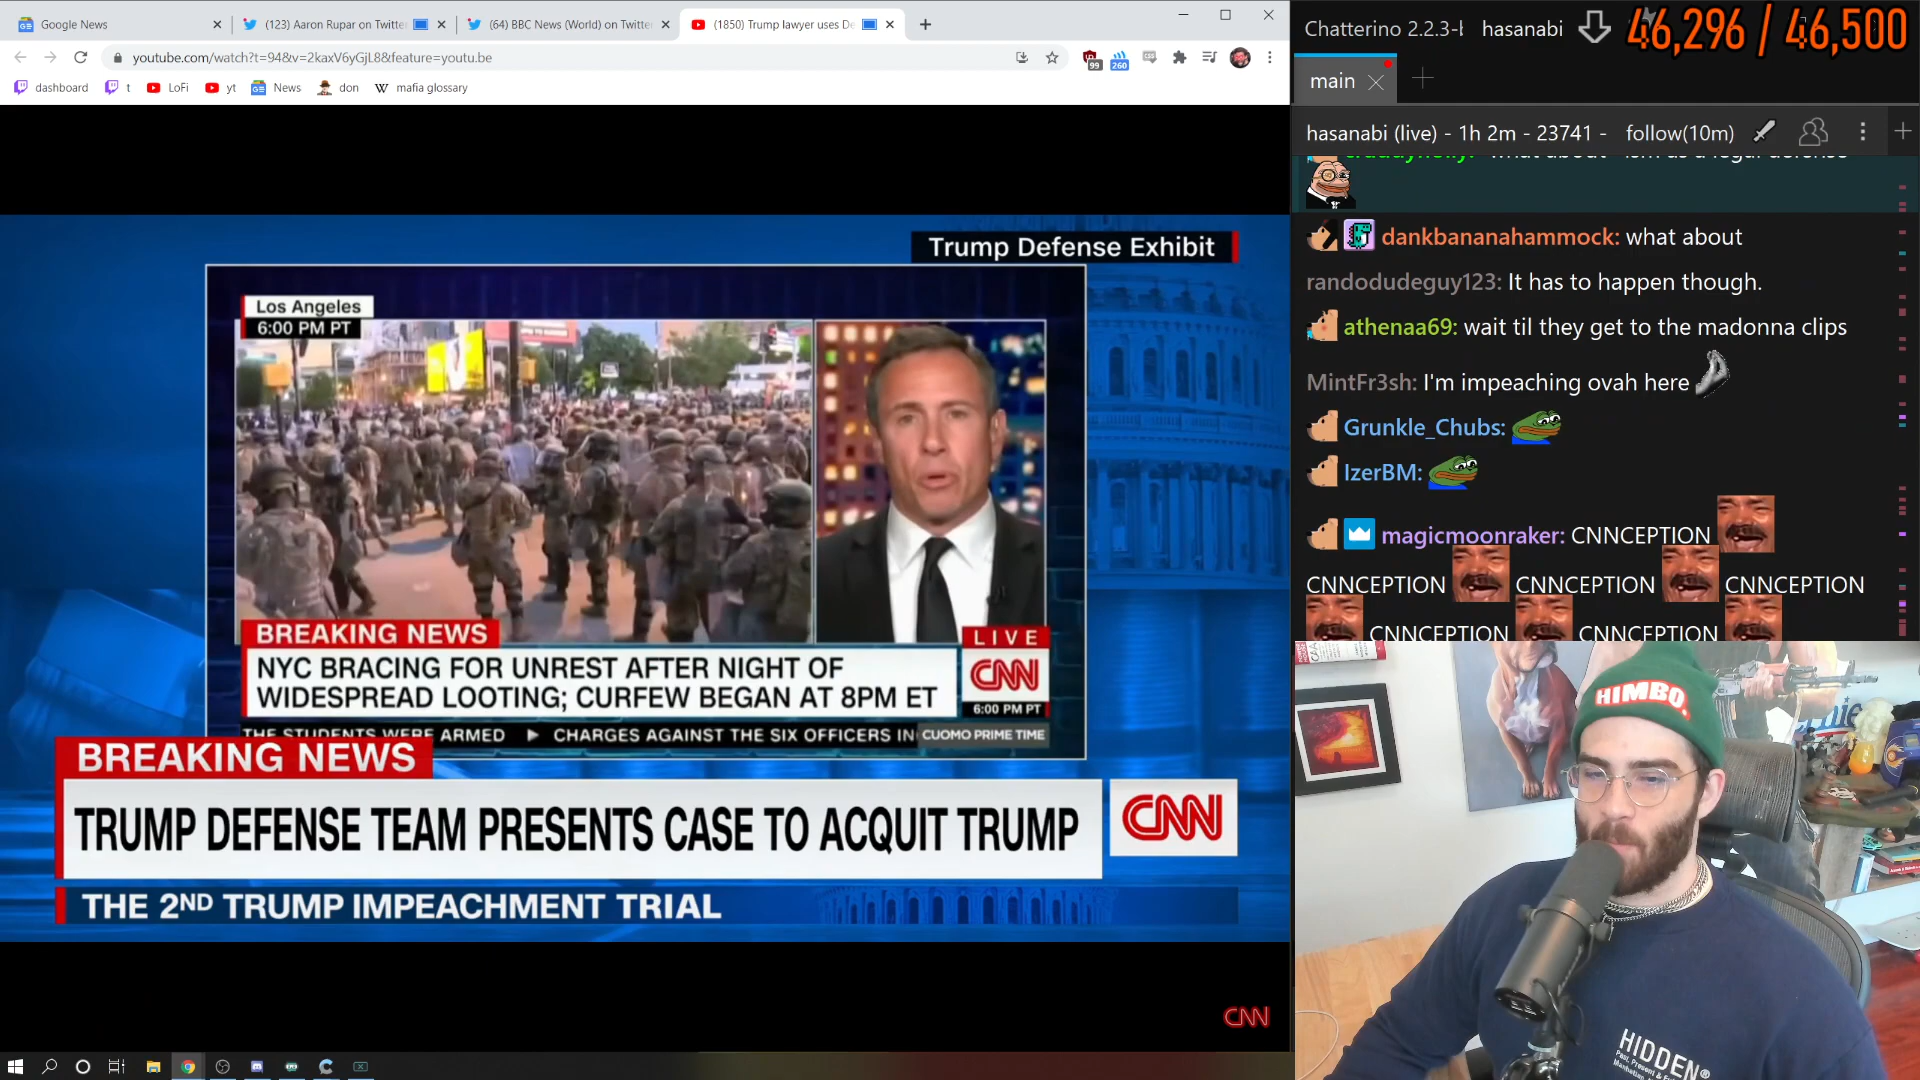 Google News
(123) Aaron Rupar on Twitter
(64) BBC News (World) on Twitte
(1850) Trump lawyer uses De
youtube.com/watch?t=94&v=2kaxV6yGjL8&feature=youtu.be
99
260
dashboard
t
LoFi
yt
News
don
mafia glossary
Trump Defense Exhibit
Los Angeles
6:00 PM PT
BREAKING NEWS
NYC BRACING FOR UNREST AFTER NIGHT OF
WIDESPREAD LOOTING; CURFEW BEGAN AT 8PM ET
LIVE
CNN
6:00 PM PT
THE STUDENTS WERE ARMED ▶ CHARGES AGAINST THE SIX OFFICERS IN
CUOMO PRIME TIME
BREAKING NEWS
TRUMP DEFENSE TEAM PRESENTS CASE TO ACQUIT TRUMP
CNN
THE 2ND TRUMP IMPEACHMENT TRIAL
CNN
Chatterino 2.2.3-b
hasanabi
46,296 / 46,500
main
hasanabi (live) - 1h 2m - 23741 - follow(10m)
dankbananahammock: what about
randodudeguy123: It has to happen though.
athenaa69: wait til they get to the madonna clips
MintFr3sh: I'm impeaching ovah here
Grunkle_Chubs:
IzerBM:
magicmoonraker: CNNCEPTION
CNNCEPTION CNNCEPTION CNNCEPTION
CNNCEPTION CNNCEPTION
HIMBO.
HIDDEN®